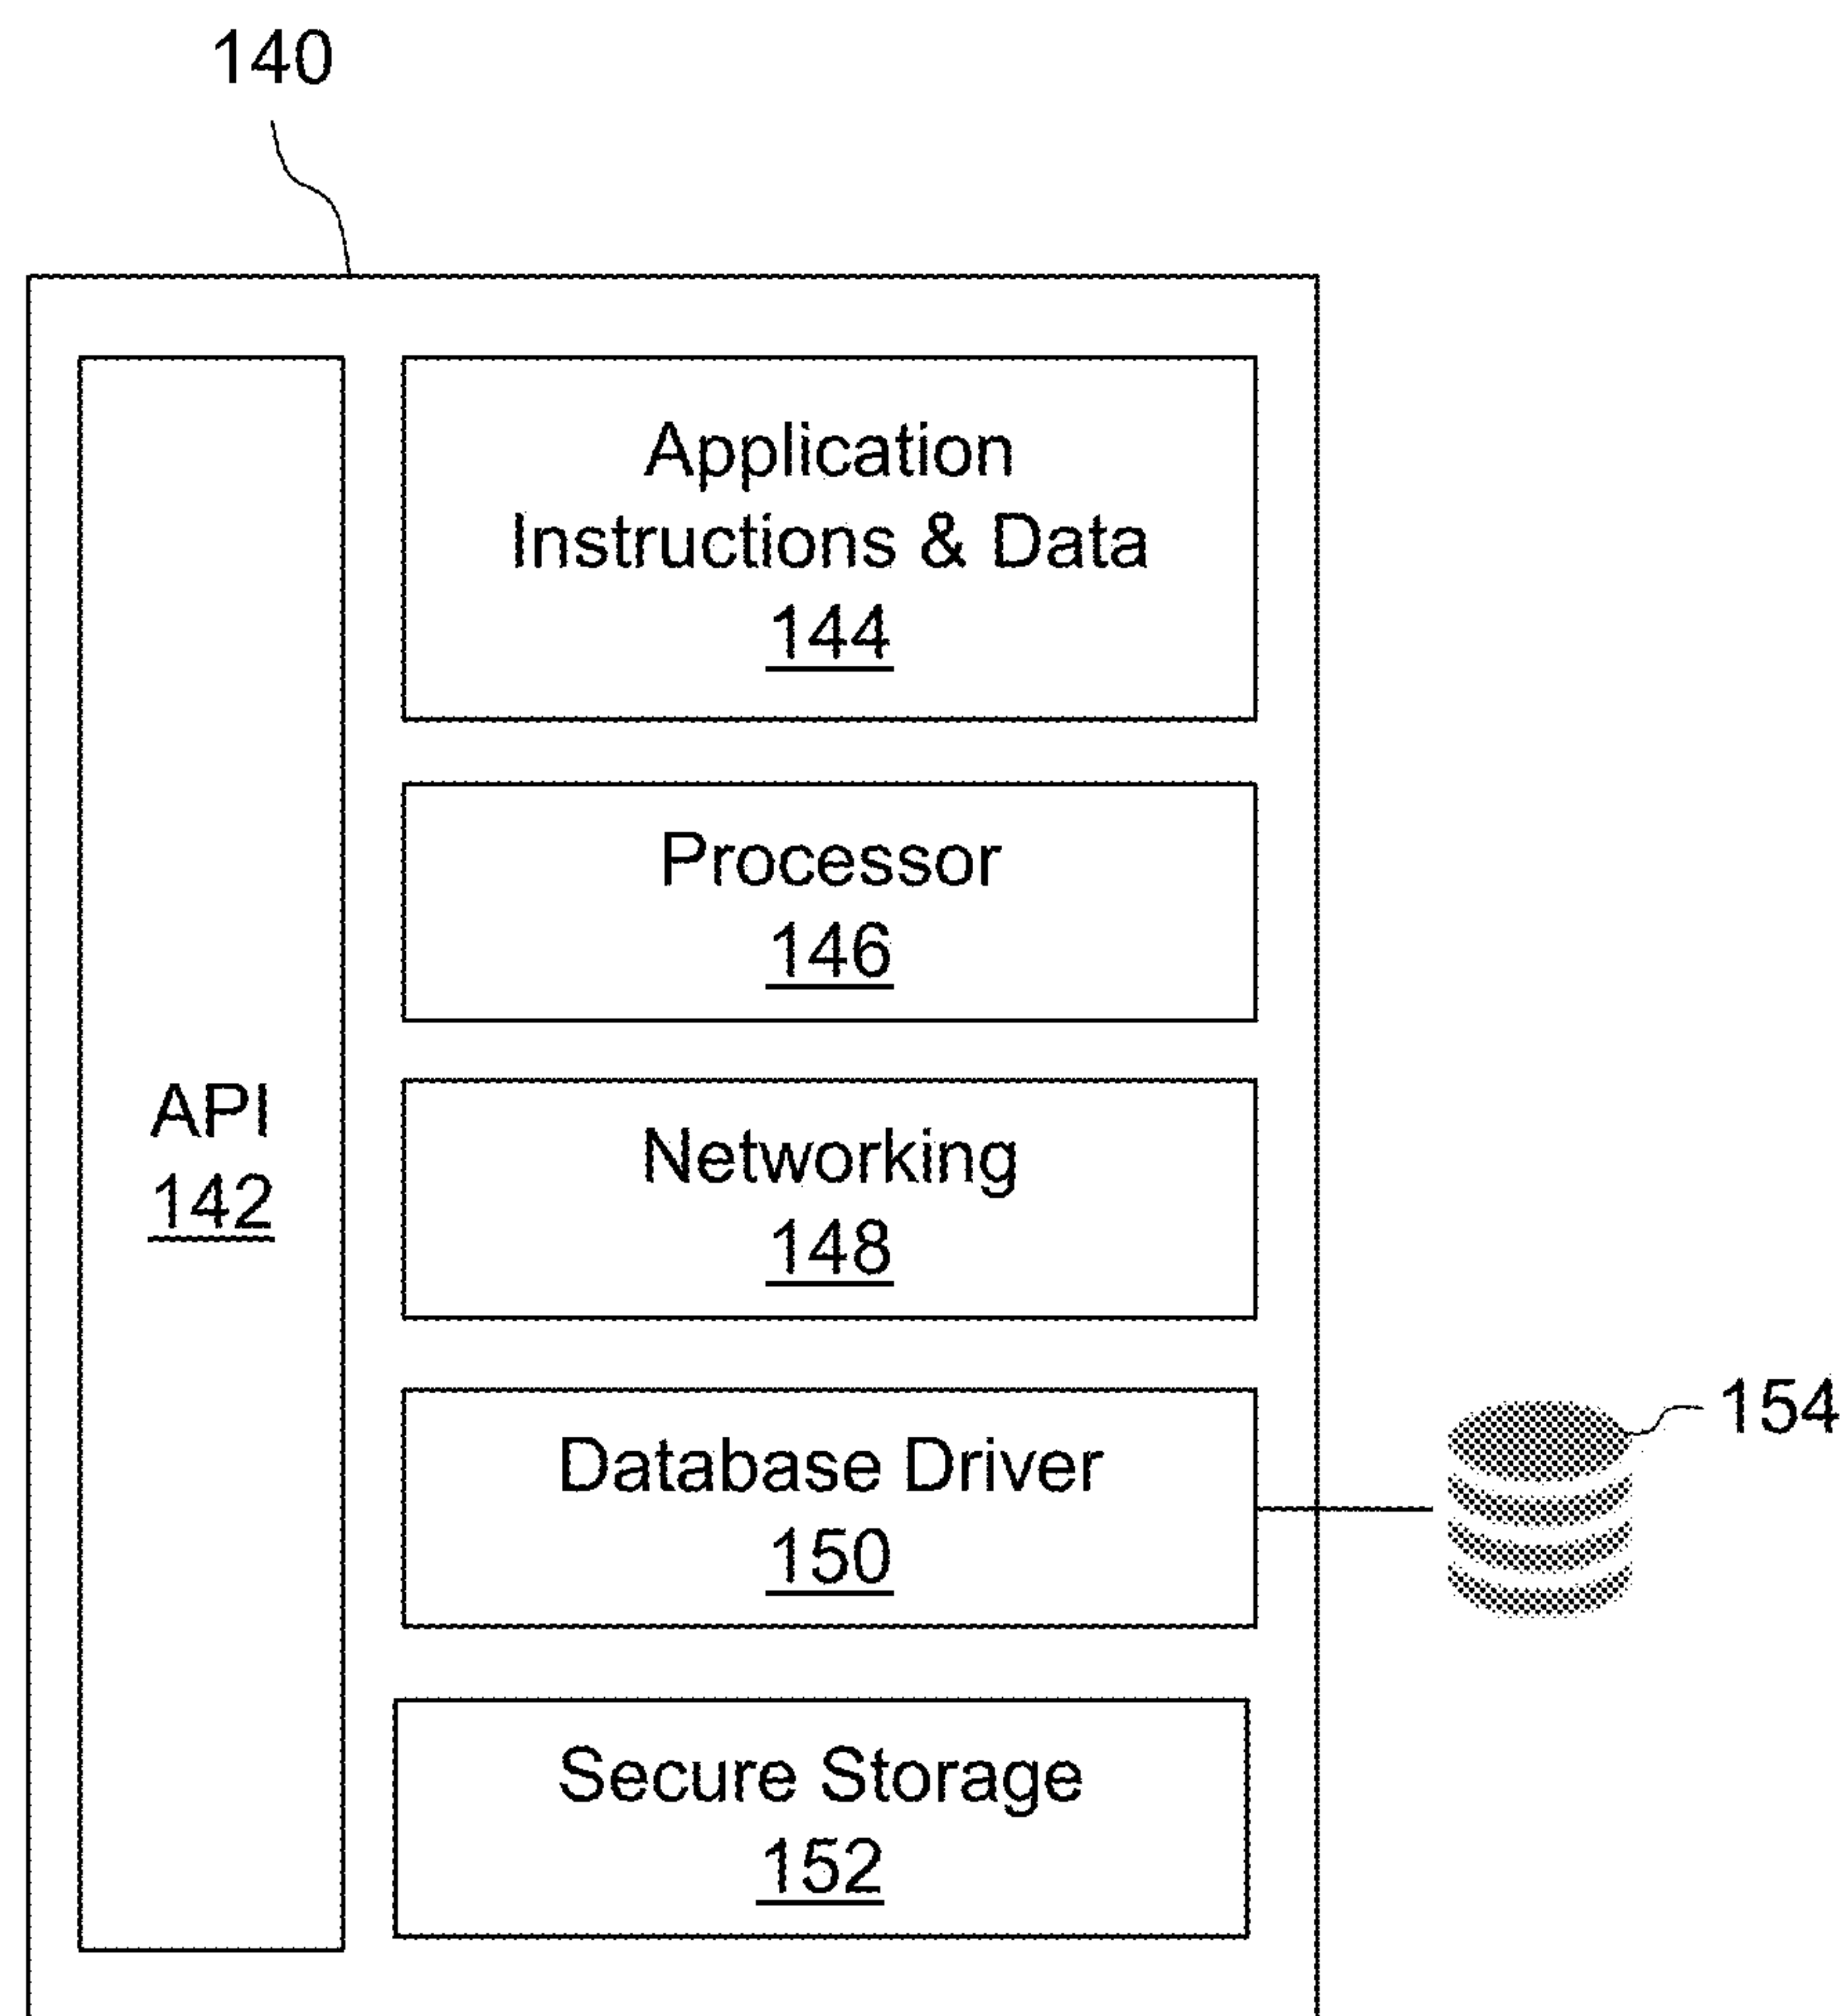 140
API
142
Application
Instructions & Data
144
Processor
146
Networking
148
Database Driver
150
154
Secure Storage
152